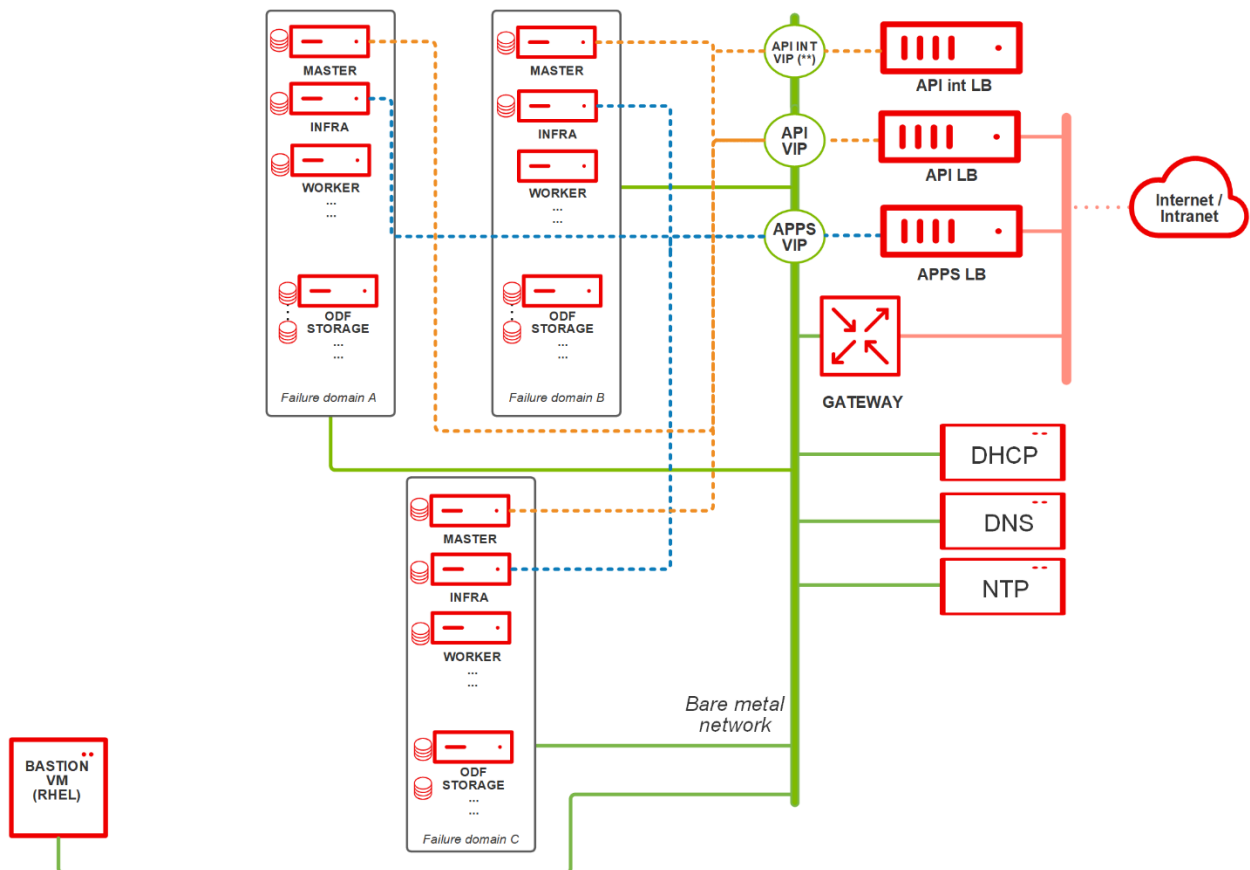 MASTER
INFRA
WORKER
...
...
ODF
STORAGE
...
...
Failure domain A
MASTER
INFRA
WORKER
...
...
ODF
STORAGE
...
...
Failure domain B
API INT
VIP (**)
API
VIP
APPS
VIP
API int LB
API LB
APPS LB
Internet /
Intranet
GATEWAY
DHCP
DNS
NTP
MASTER
INFRA
WORKER
...
...
ODF
STORAGE
...
...
Failure domain C
Bare metal
network
BASTION
VM
(RHEL)